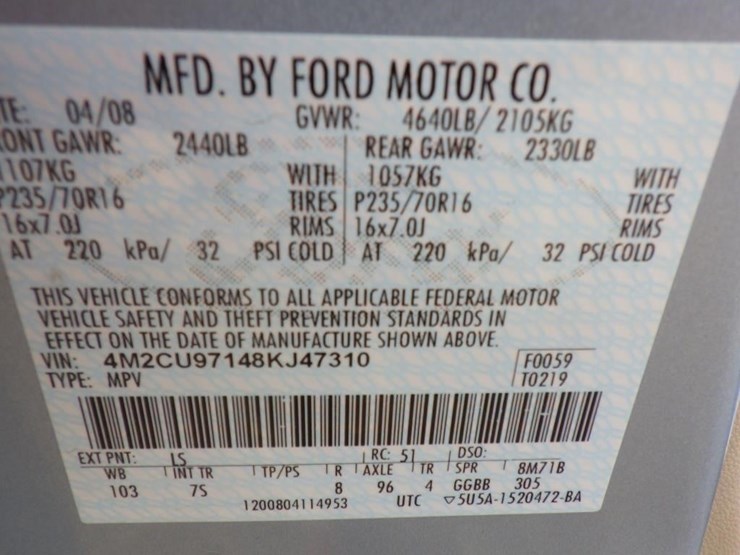 MFD. BY FORD MOTOR CO.
TE: 04/08 GVWR: 4640LB/ 2105KG
ONT GAWR: 2440LB REAR GAWR: 2330LB
1107KG WITH 1057KG WITH
P235/70R16 TIRES P235/70R16 TIRES
16x7.0J RIMS 16x7.0J RIMS
AT 220 kPa/ 32 PSI COLD AT 220 kPa/ 32 PSI COLD
THIS VEHICLE CONFORMS TO ALL APPLICABLE FEDERAL MOTOR
VEHICLE SAFETY AND THEFT PREVENTION STANDARDS IN
EFFECT ON THE DATE OF MANUFACTURE SHOWN ABOVE.
VIN: 4M2CU97148KJ47310 F0059
TYPE: MPV T0219
EXT PNT: LS RC: 51 DSO:
WB INT TR TP/PS R AXLE TR SPR 8M71B
103 7S 8 96 4 GGBB 305
1200804114953 UTC ▽5U5A-1520472-BA